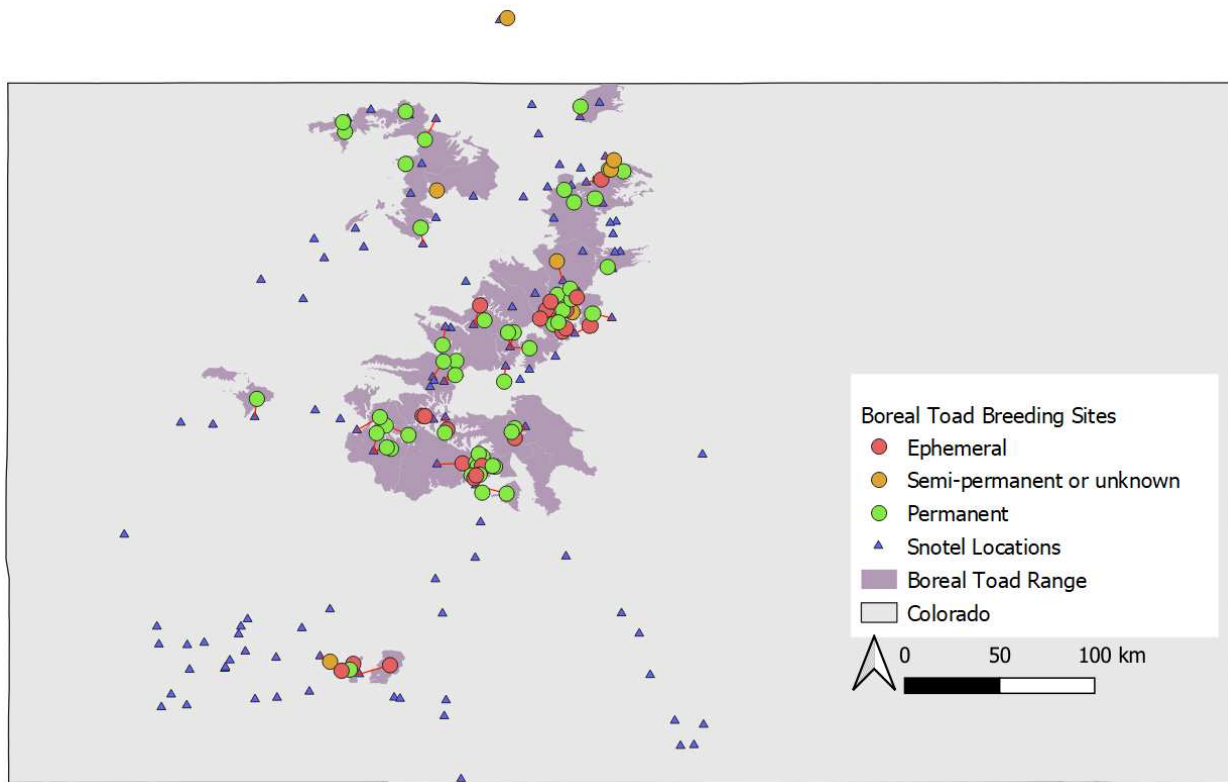 Boreal Toad Breeding Sites
Ephemeral
Semi-permanent or unknown
Permanent
Snotel Locations
Boreal Toad Range
Colorado
0 50 100 km